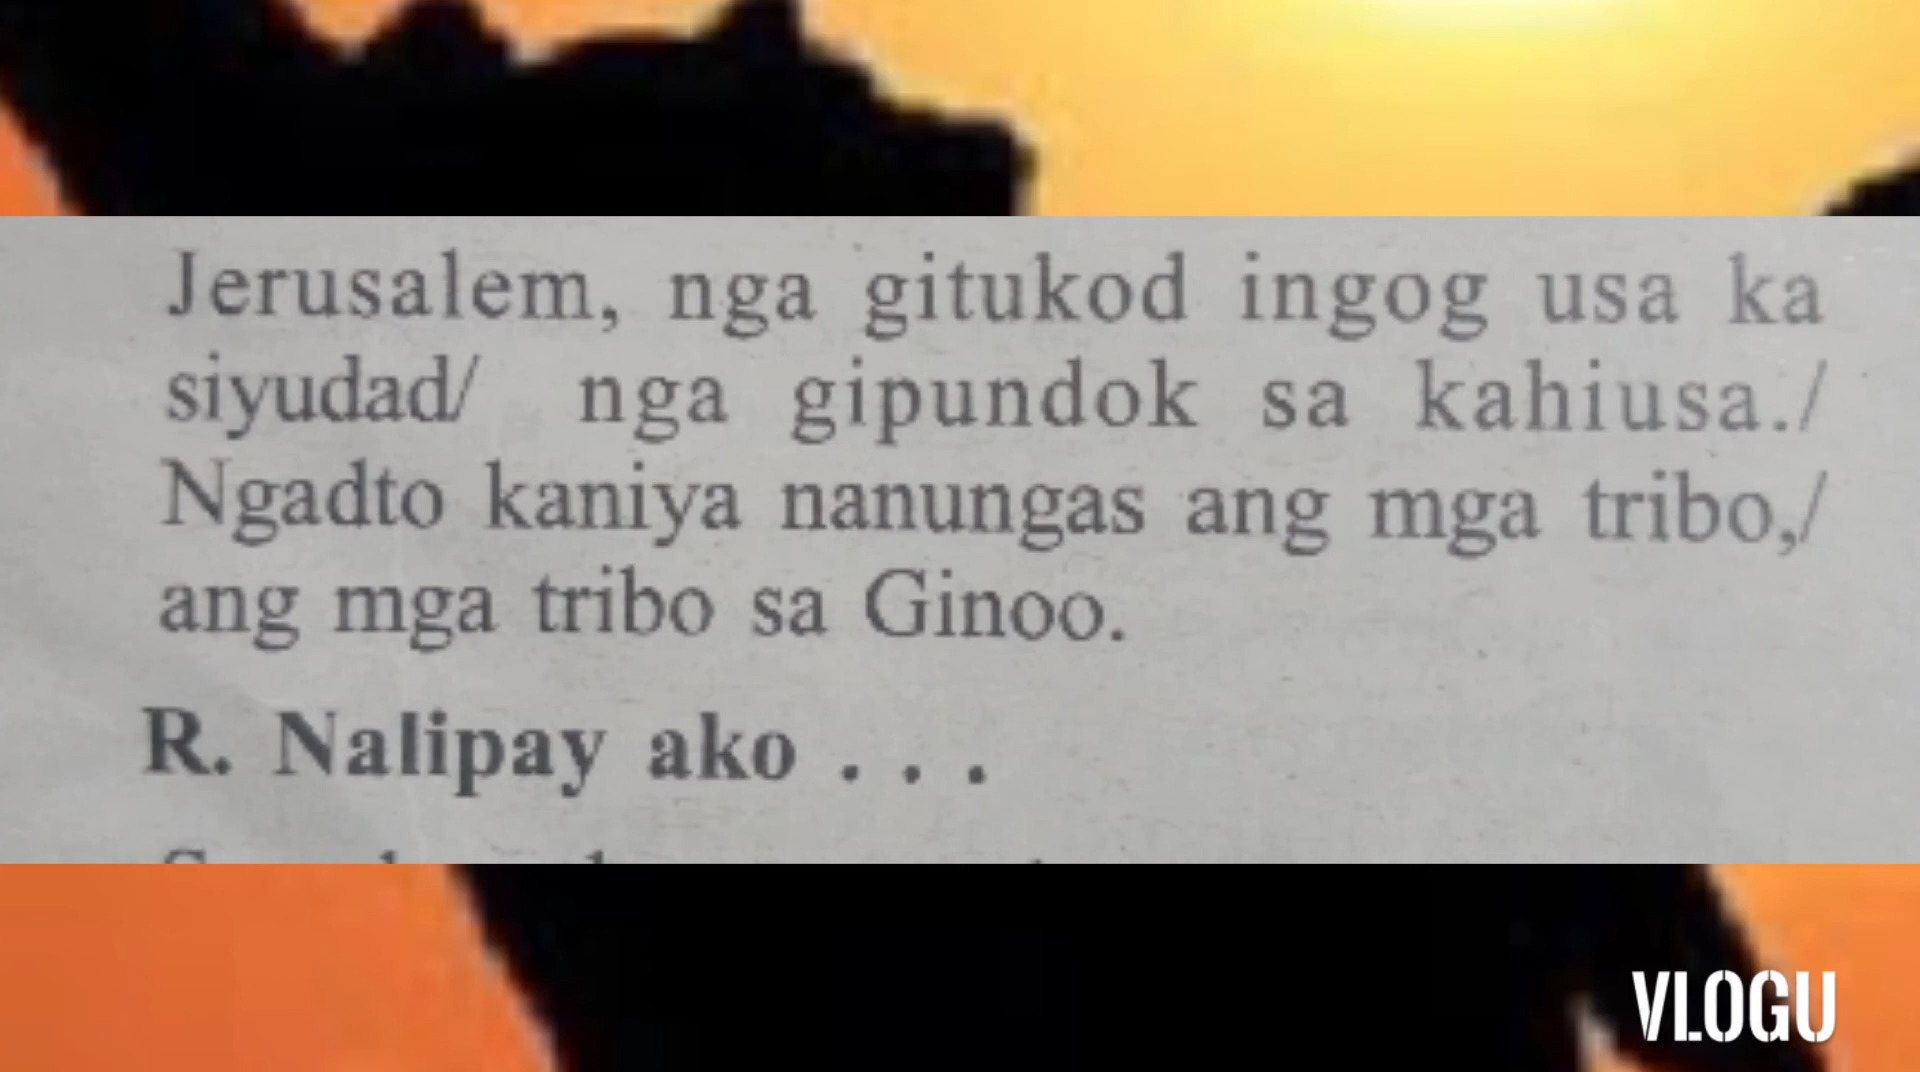 Jerusalem, nga gitukod ingog usa ka
siyudad/ nga gipundok sa kahiusa./
Ngadto kaniya nanungas ang mga tribo,/
ang mga tribo sa Ginoo.
R. Nalipay ako . . .
VLOGU